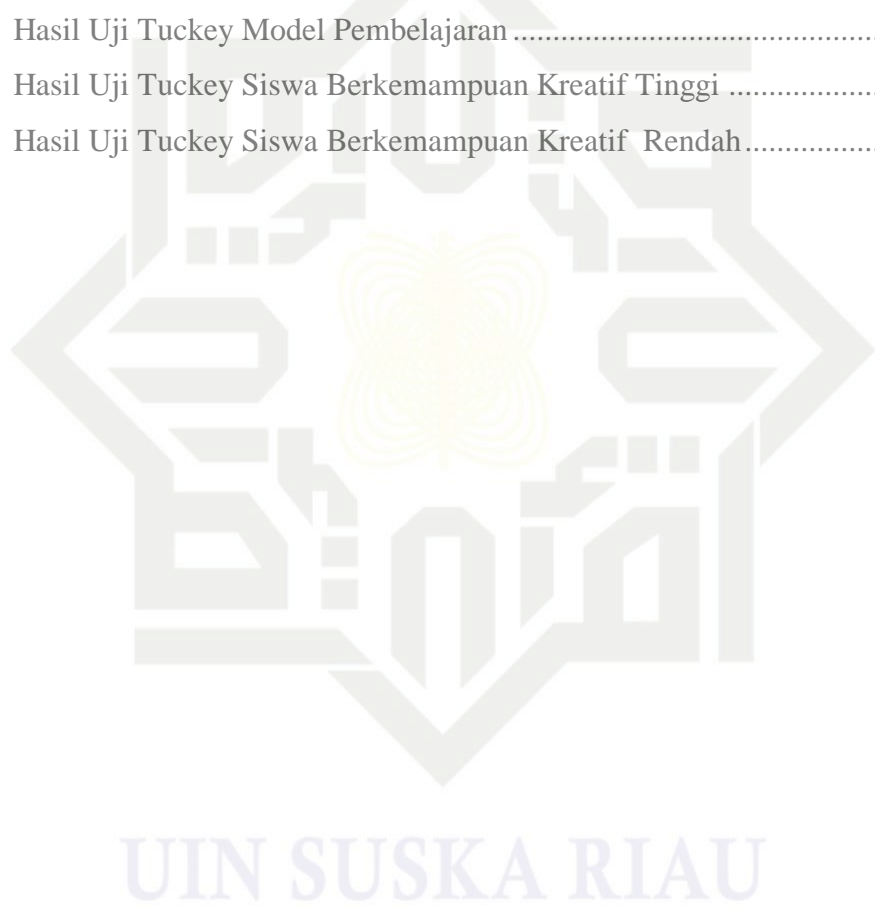 Hasil Uji Tuckey Model Pembelajaran ..............................................
Hasil Uji Tuckey Siswa Berkemampuan Kreatif Tinggi ...................
Hasil Uji Tuckey Siswa Berkemampuan Kreatif Rendah .................
UIN SUSKA RIAU